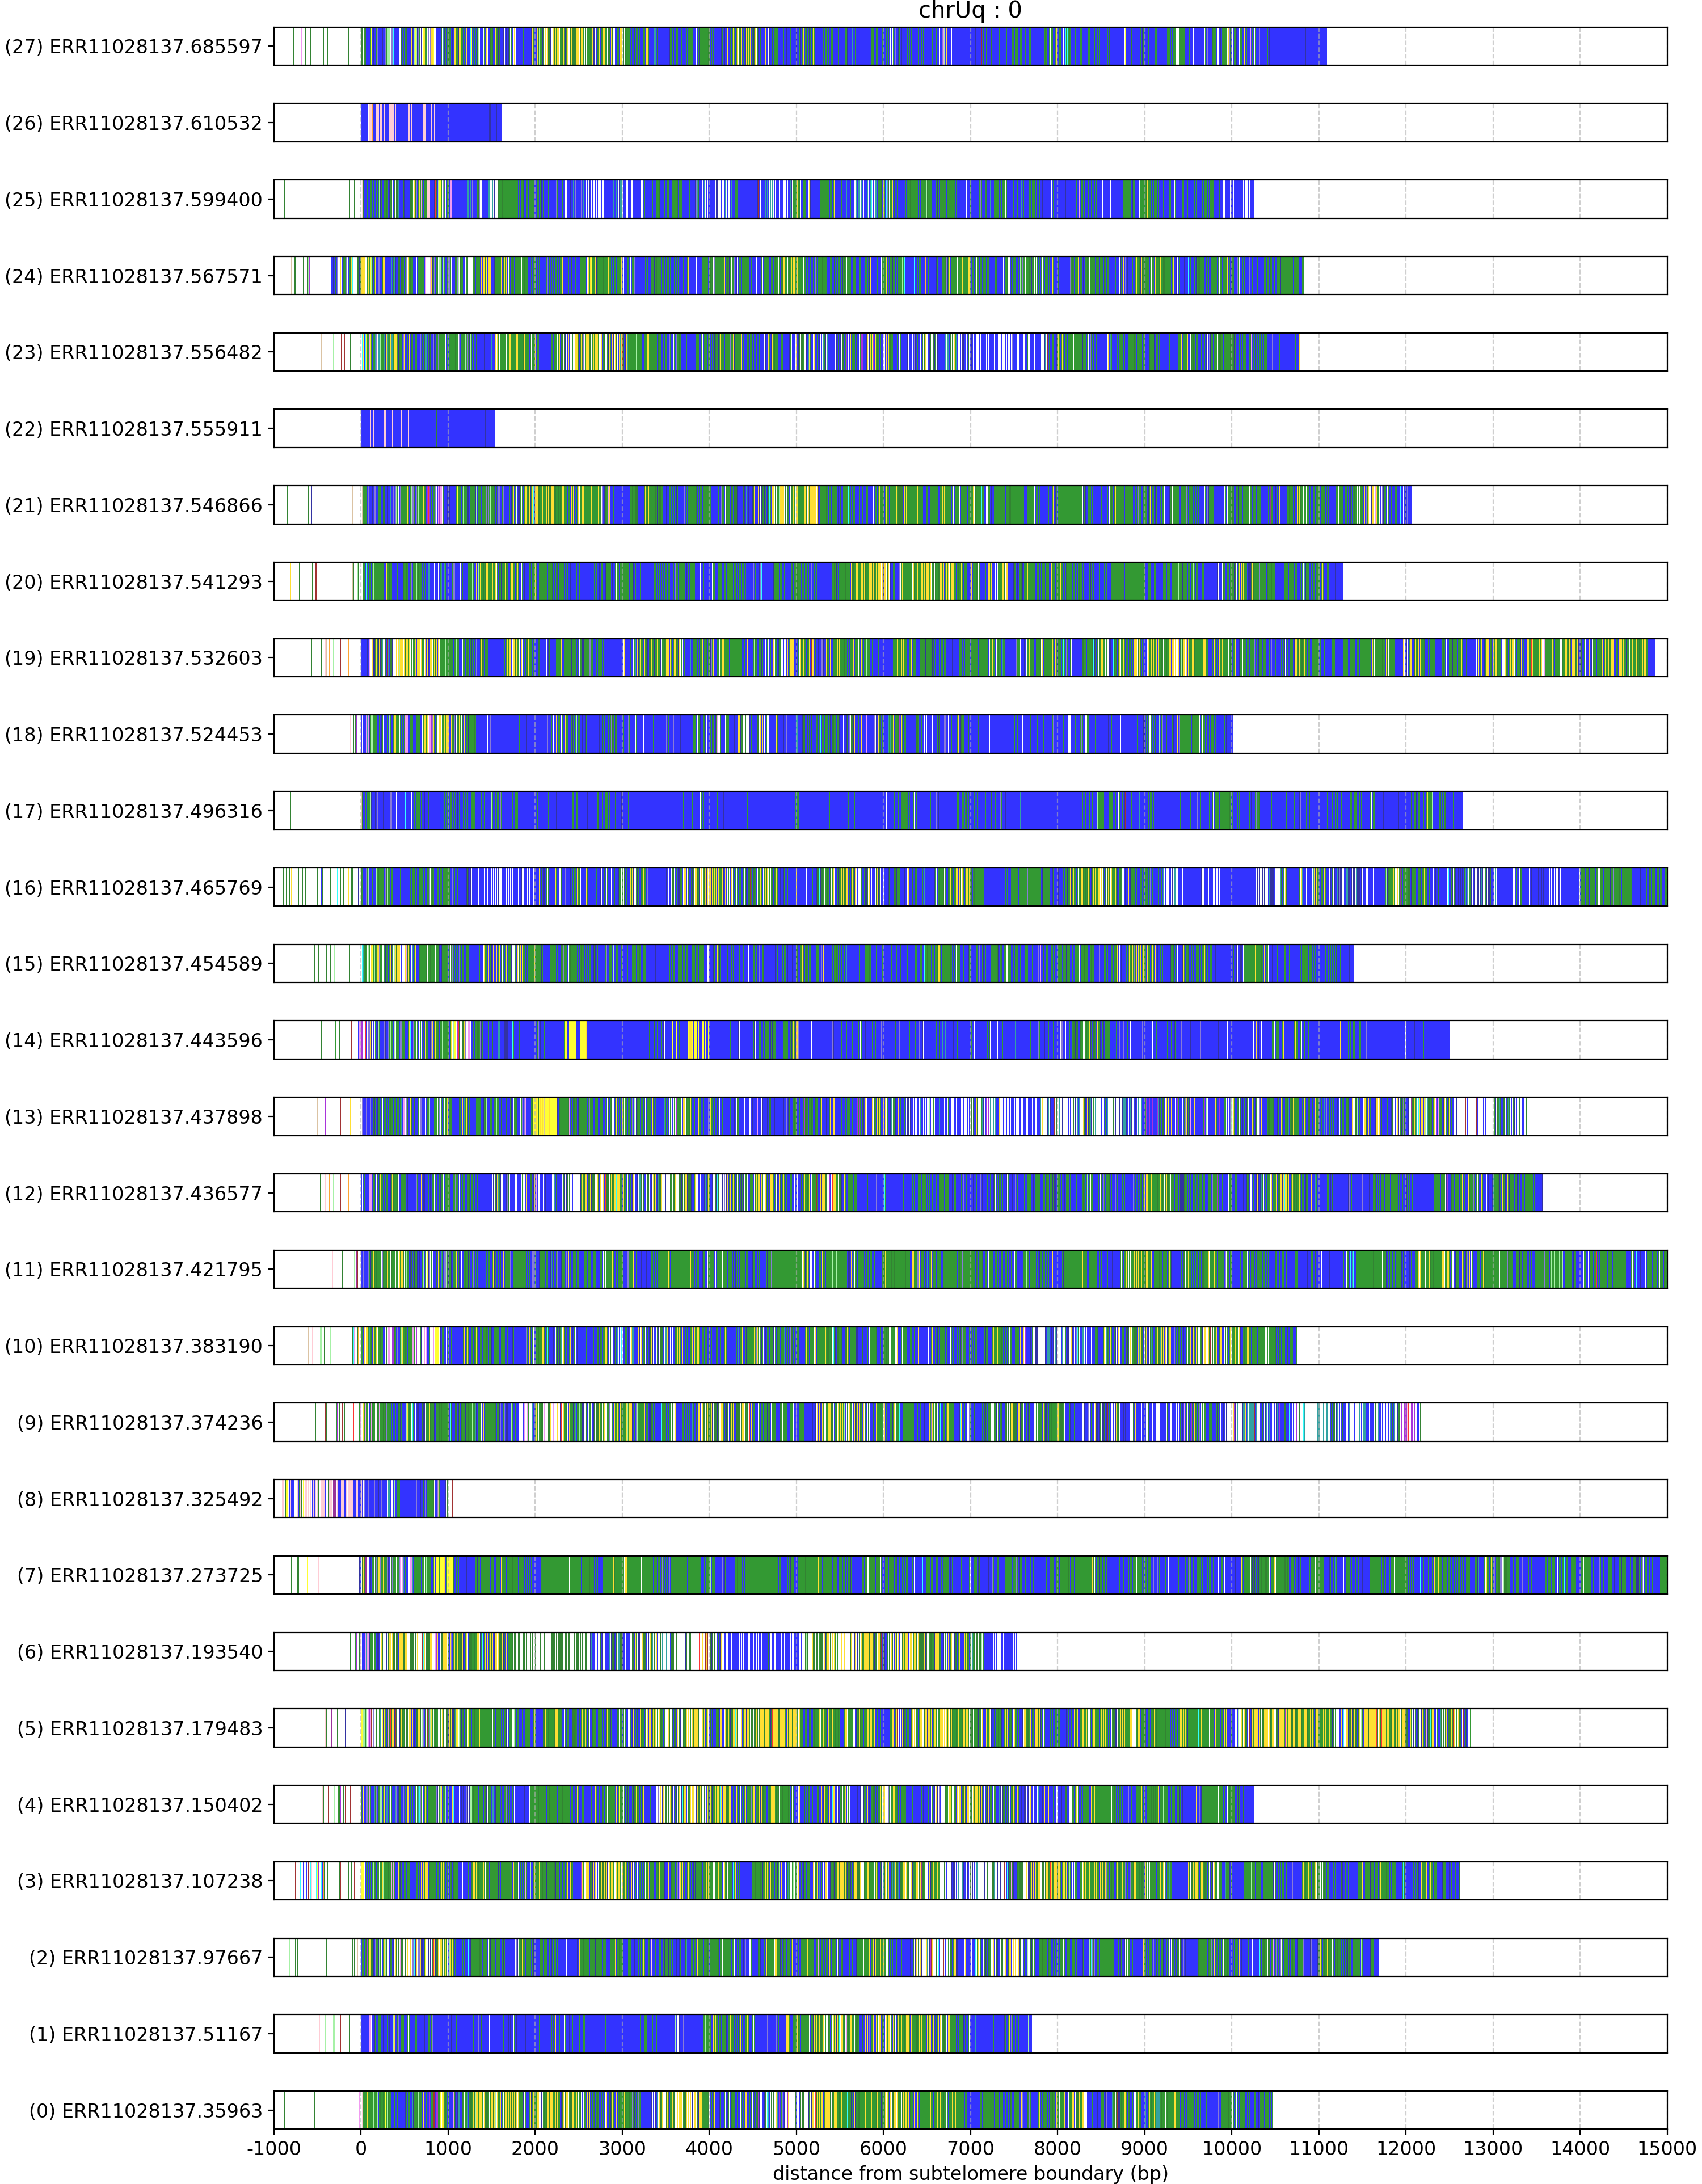 chrUq : 0
(27) ERR11028137.685597
(26) ERR11028137.610532
(25) ERR11028137.599400
(24) ERR11028137.567571
(23) ERR11028137.556482
(22) ERR11028137.555911
(21) ERR11028137.546866
(20) ERR11028137.541293
(19) ERR11028137.532603
(18) ERR11028137.524453
(17) ERR11028137.496316
(16) ERR11028137.465769
(15) ERR11028137.454589
(14) ERR11028137.443596
(13) ERR11028137.437898
(12) ERR11028137.436577
(11) ERR11028137.421795
(10) ERR11028137.383190
(9) ERR11028137.374236
(8) ERR11028137.325492
(7) ERR11028137.273725
(6) ERR11028137.193540
(5) ERR11028137.179483
(4) ERR11028137.150402
(3) ERR11028137.107238
(2) ERR11028137.97667
(1) ERR11028137.51167
(0) ERR11028137.35963
-1000 0 1000 2000 3000 4000 5000 6000 7000 8000 9000 10000 11000 12000 13000 14000 15000
distance from subtelomere boundary (bp)